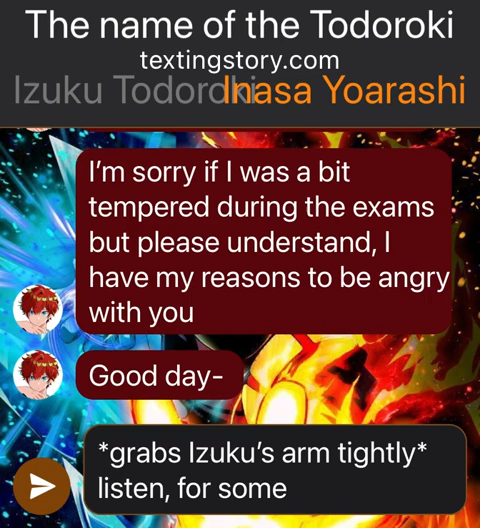 The name of the Todoroki
textingstory.com
Izuku Todoroki Inasa Yoarashi
I'm sorry if I was a bit
tempered during the exams
but please understand, I
have my reasons to be angry
with you
Good day-
*grabs Izuku's arm tightly*
listen, for some